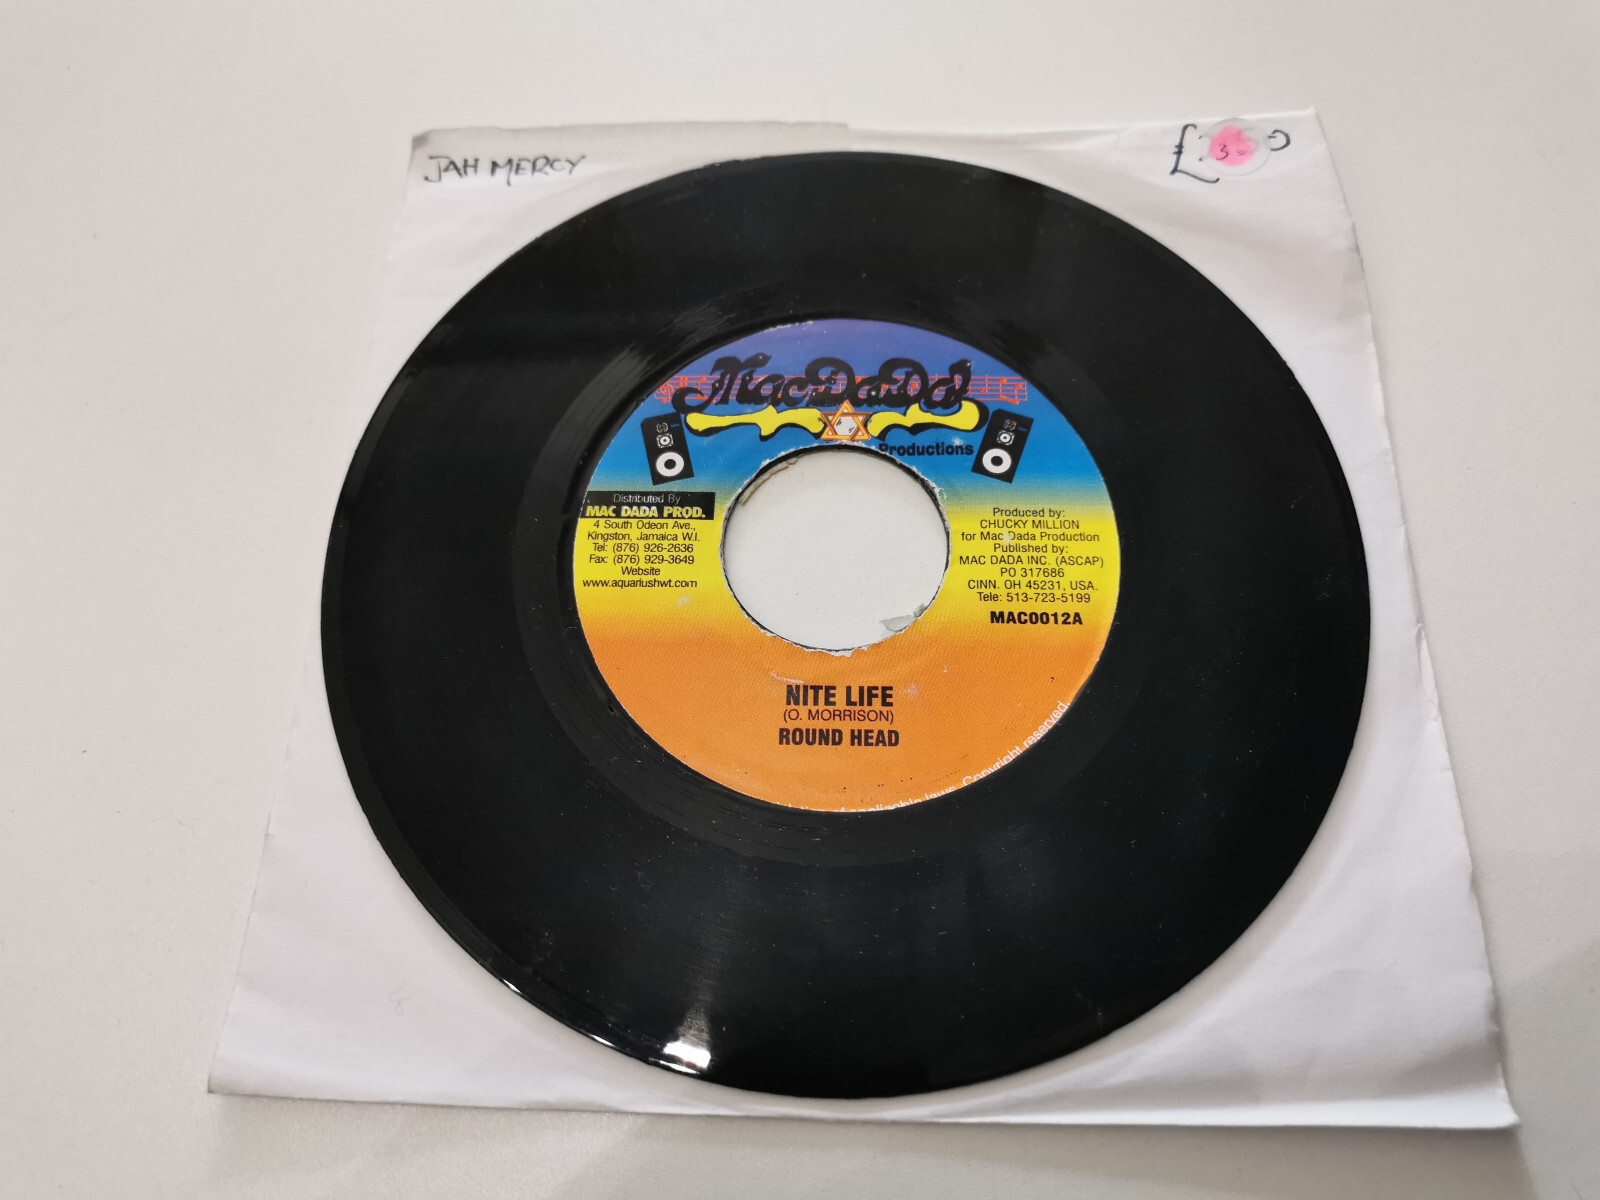 JAH MERCY
£
3-
MacDaDa
Productions
Distributed By
MAC DADA PROD.
4 South Odeon Ave.,
Kingston, Jamaica W.I.
Tel: (876) 926-2636
Fax: (876) 929-3649
Website
www.aquariushwt.com
Produced by:
CHUCKY MILLION
for Mac Dada Production
Published by:
MAC DADA INC. (ASCAP)
PO 317686
CINN. OH 45231, USA.
Tele: 513-723-5199
MAC0012A
NITE LIFE
(O. MORRISON)
ROUND HEAD
applicable laws. Copyright reserved.